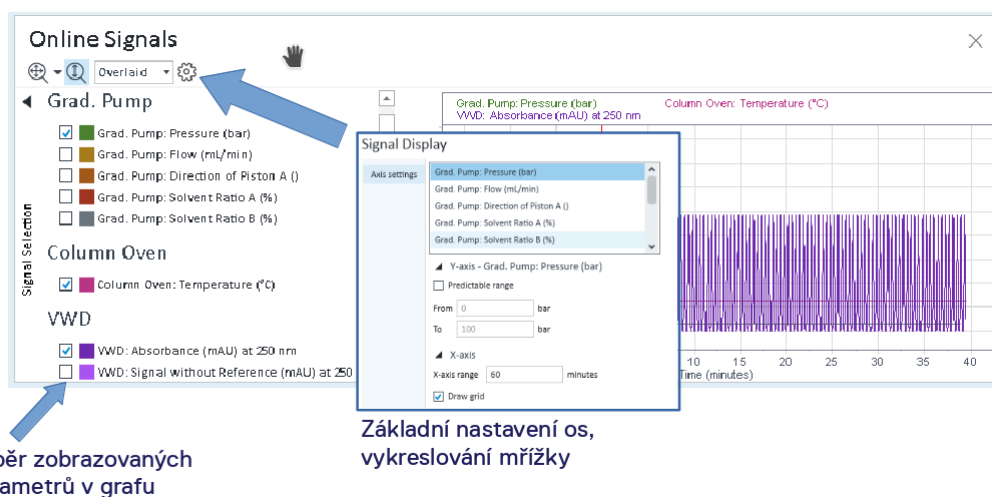 Online Signals
Overlaid
Grad. Pump
Grad. Pump: Pressure (bar)
Grad. Pump: Flow (mL/min)
Grad. Pump: Direction of Piston A ()
Grad. Pump: Solvent Ratio A (%)
Grad. Pump: Solvent Ratio B (%)
Signal Selection
Column Oven
Column Oven: Temperature (°C)
VWD
VWD: Absorbance (mAU) at 250 nm
VWD: Signal without Reference (mAU) at 250
Grad. Pump: Pressure (bar)
Column Oven: Temperature (°C)
VWD: Absorbance (mAU) at 250 nm
Signal Display
Axis settings
Grad. Pump: Pressure (bar)
Grad. Pump: Flow (mL/min)
Grad. Pump: Direction of Piston A ()
Grad. Pump: Solvent Ratio A (%)
Grad. Pump: Solvent Ratio B (%)
Y-axis - Grad. Pump: Pressure (bar)
Predictable range
From 0 bar
To 100 bar
X-axis
X-axis range 60 minutes
Draw grid
10 15 20 25 30 35 40
Time (minutes)
Základní nastavení os,
vykreslování mřížky
ěr zobrazovaných
ametrů v grafu